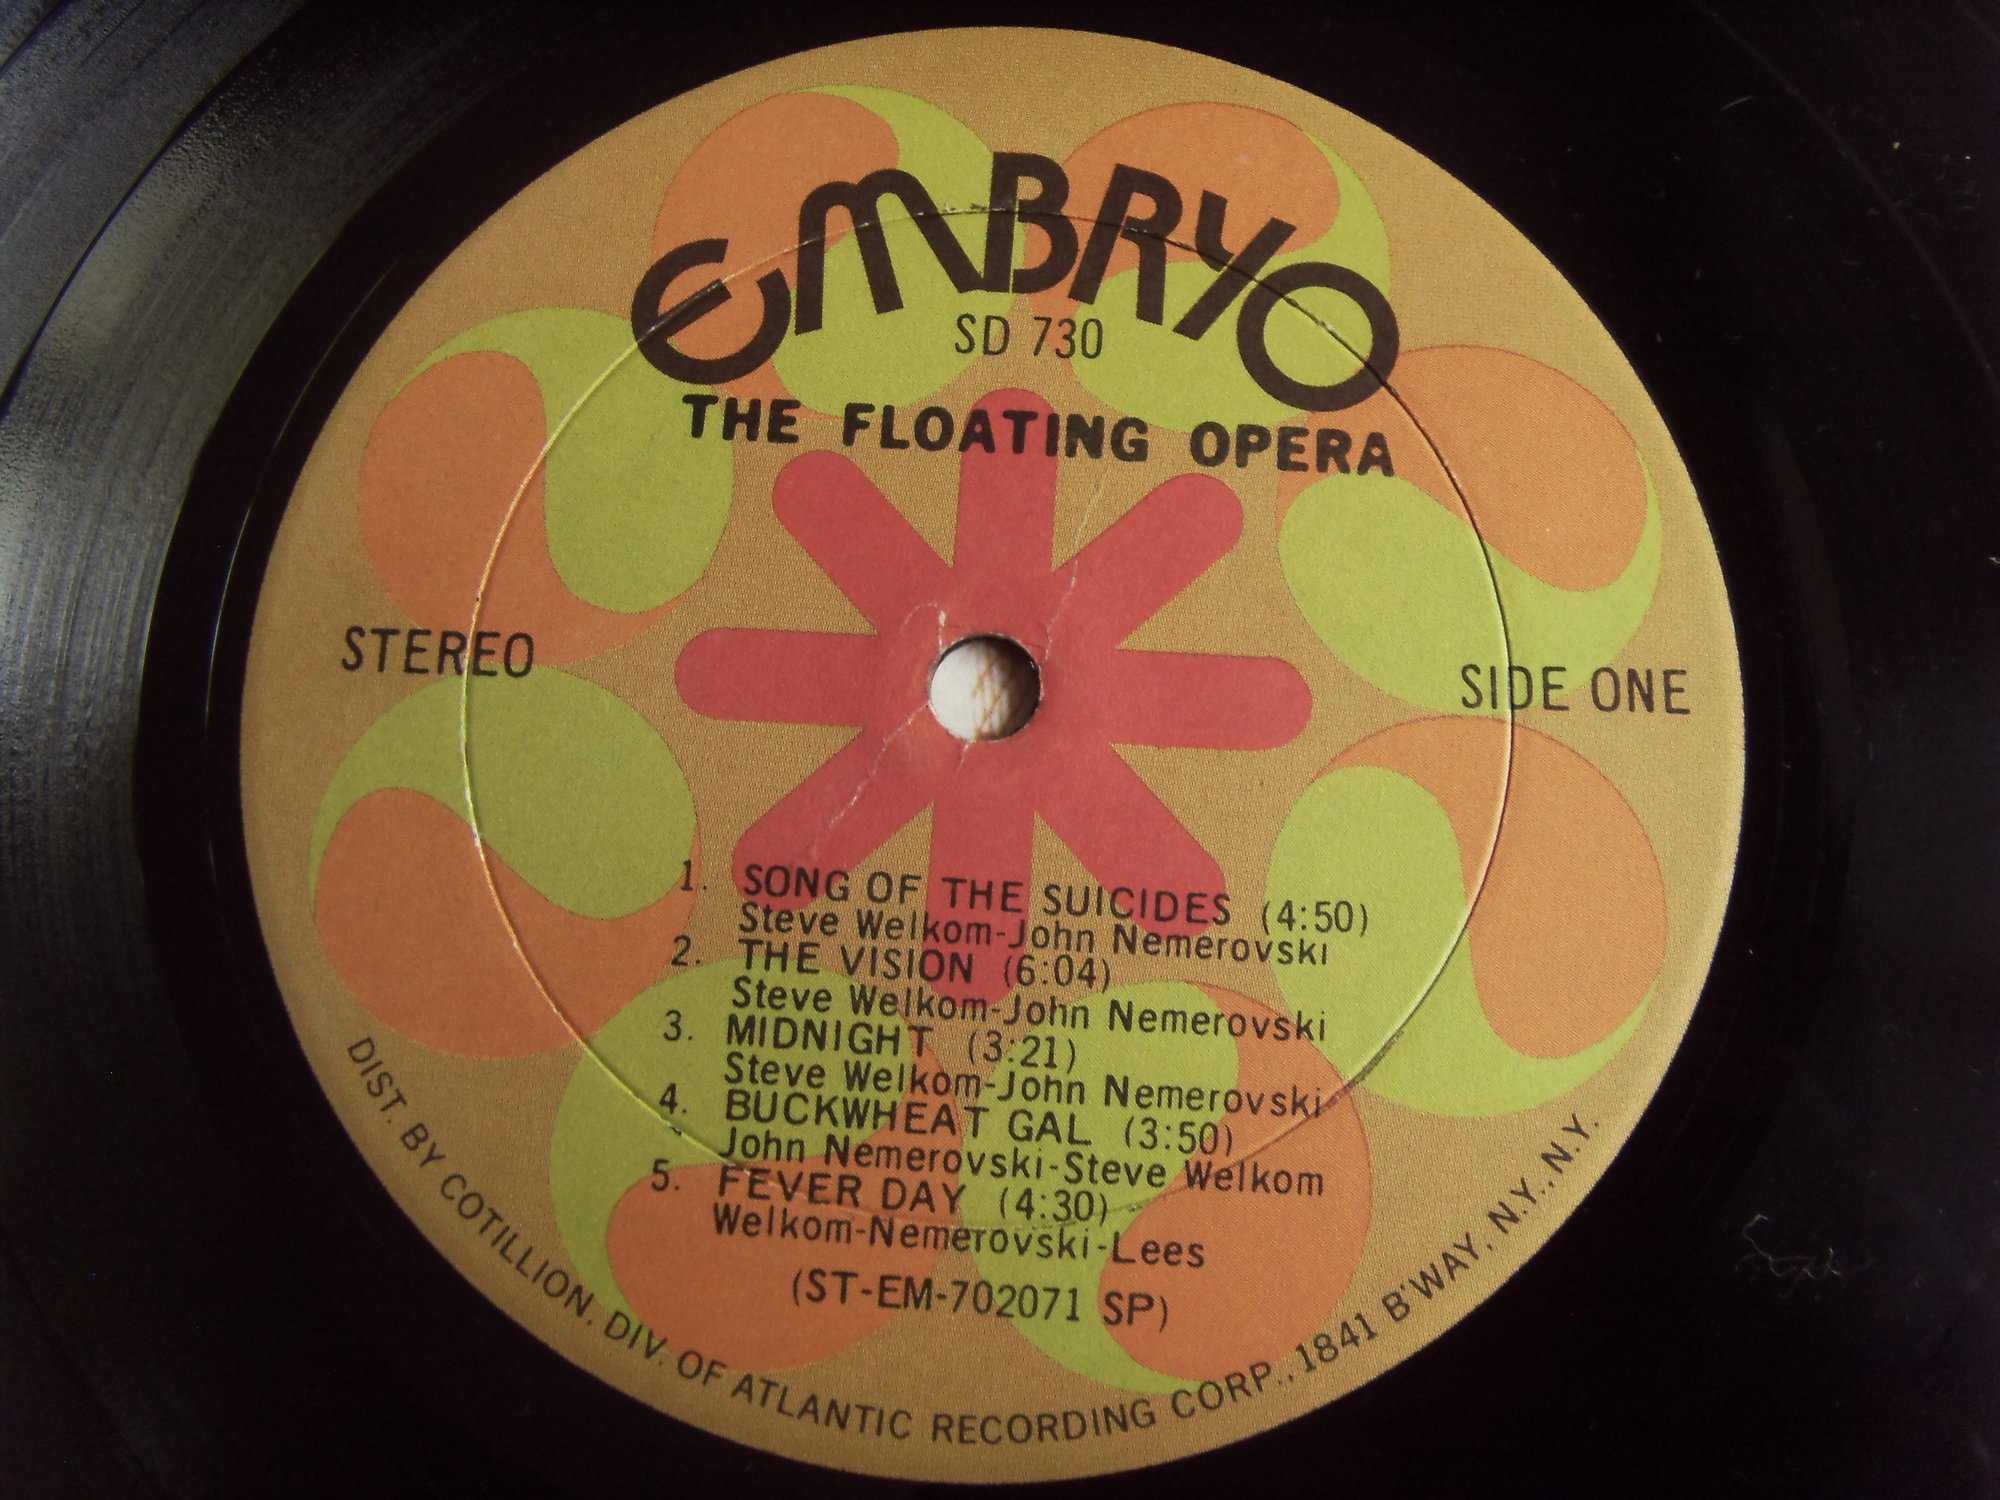 EMBRYO
SD 730
THE FLOATING OPERA
STEREO
SIDE ONE
1. SONG OF THE SUICIDES (4:50)
Steve Welkom-John Nemerovski
2. THE VISION (6:04)
Steve Welkom-John Nemerovski
3. MIDNIGHT (3:21)
Steve Welkom-John Nemerovski
4. BUCKWHEAT GAL (3:50)
John Nemerovski-Steve Welkom
5. FEVER DAY (4:30)
Welkom-Nemerovski-Lees
(ST-EM-702071 SP)
DIST. BY COTILLION, DIV. OF ATLANTIC RECORDING CORP., 1841 B'WAY, N.Y., N.Y.